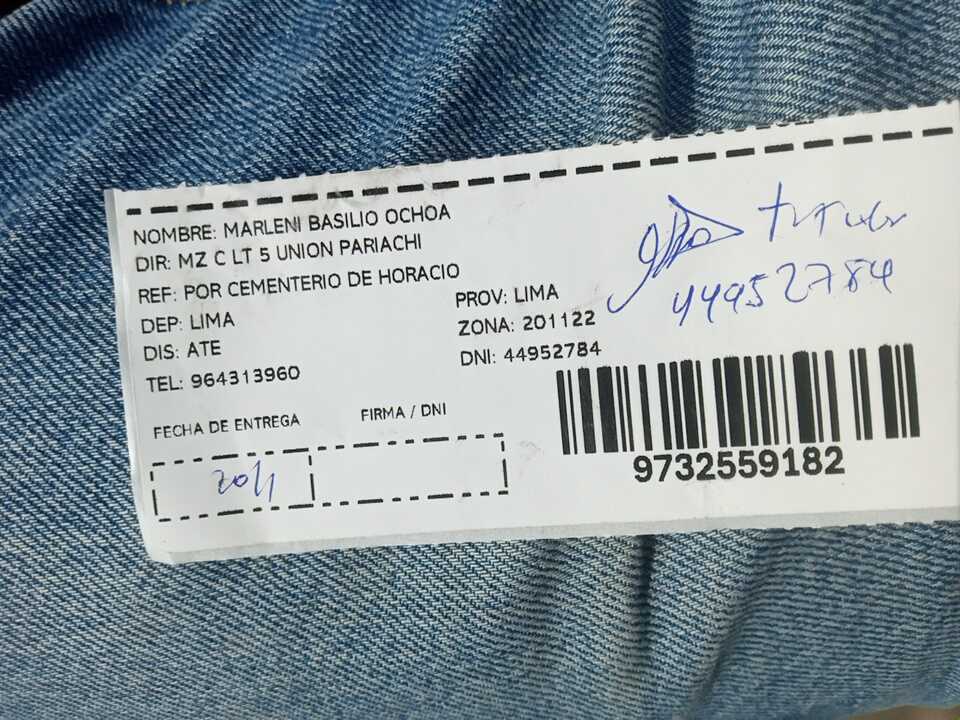 NOMBRE: MARLENI BASILIO OCHOA
DIR: MZ C LT 5 UNION PARIACHI
REF: POR CEMENTERIO DE HORACIO
DEP: LIMA
PROV: LIMA
DIS: ATE
ZONA: 201122
TEL: 964313960
DNI: 44952784
FECHA DE ENTREGA
FIRMA / DNI
20/1
titular
44952784
9732559182